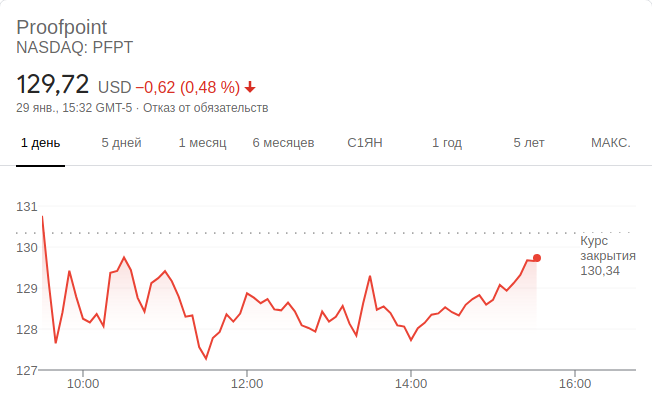 Proofpoint
NASDAQ: PFPT
129,72 USD −0,62 (0,48 %)
29 янв., 15:32 GMT-5 · Отказ от обязательств
1 день 5 дней 1 месяц 6 месяцев С1ЯН 1 год 5 лет МАКС.
131
130
129
128
127
Курс
закрытия
130,34
10:00 12:00 14:00 16:00